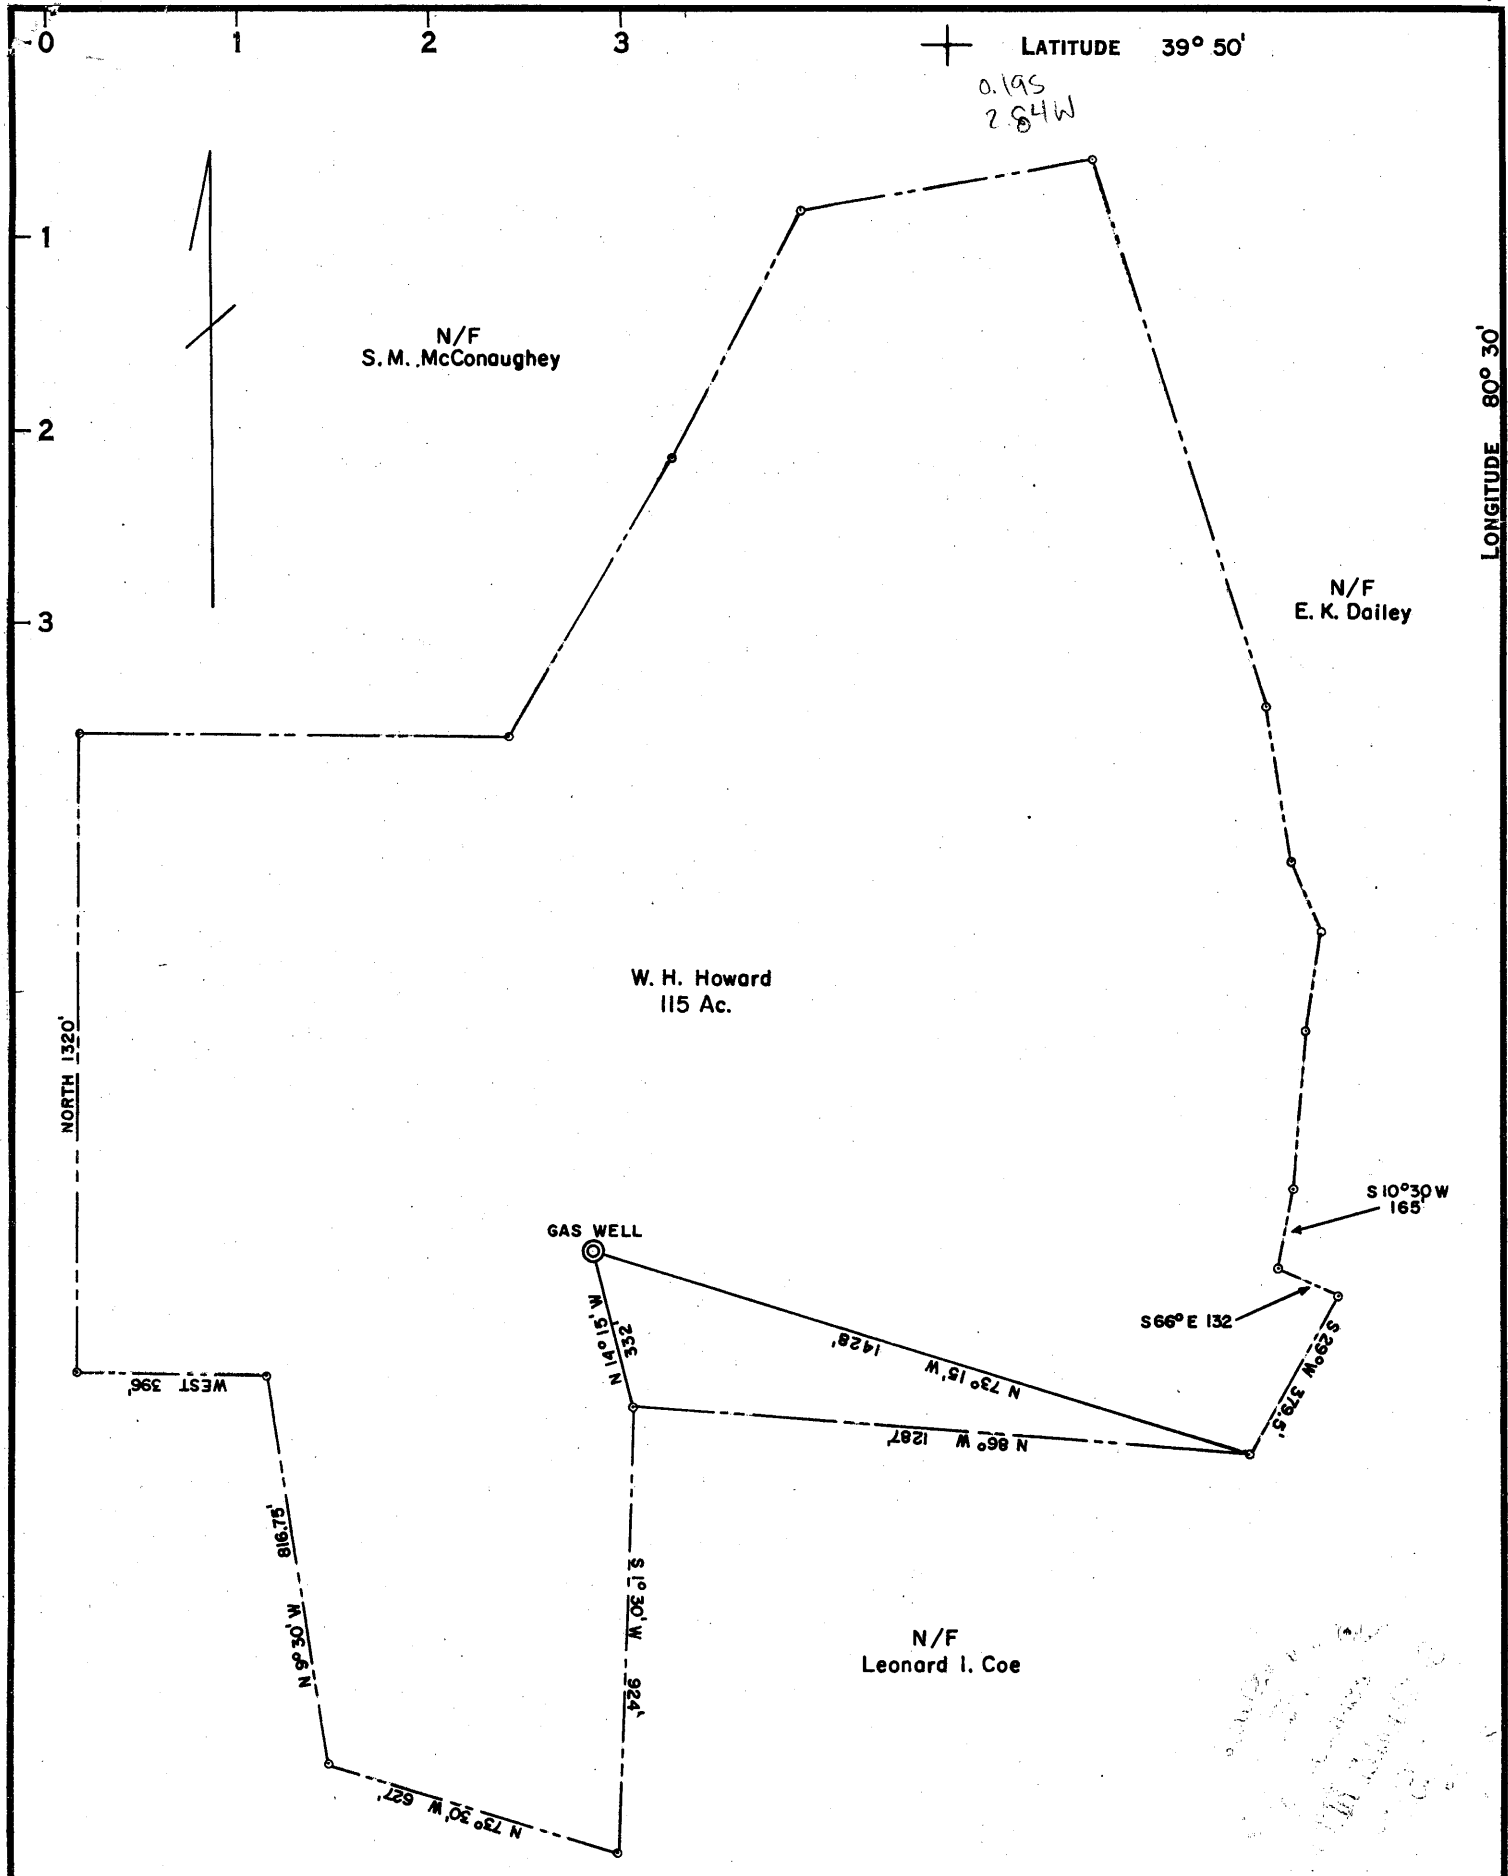 0 1 2 3
LATITUDE 39° 50'
0.19S
2.84W
1
2
3
LONGITUDE 80° 30'
N/F
S. M. McConaughey
N/F
E. K. Dailey
W. H. Howard
115 Ac.
NORTH 1320'
GAS WELL
S 10° 30 W
165'
S 66° E 132
S 29° W 379.5'
N 14° 15' W
332'
N 73° 15' W 1428'
N 86° W 1287'
WEST 396'
N 9° 30' W 816.75'
S 1° 30' W 924'
N 73° 30' W 627'
N/F
Leonard I. Coe